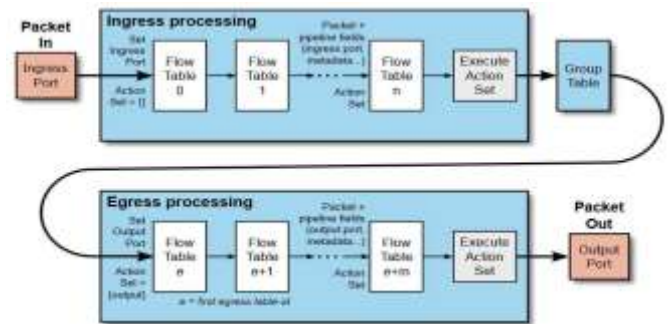 Packet
In
Ingress
Port
Ingress processing
Set
Ingress
Port
Action
Set = []
Flow
Table
0
Flow
Table
1
Packet +
pipeline fields
(ingress port,
metadata...)
Action
Set
Flow
Table
n
Execute
Action
Set
Group
Table
Egress processing
Set
Output
Port
Action
Set =
[output]
Flow
Table
e
Flow
Table
e+1
Packet +
pipeline fields
(output port,
metadata...)
Action
Set
Flow
Table
e+m
Execute
Action
Set
e = first egress table-id
Packet
Out
Output
Port